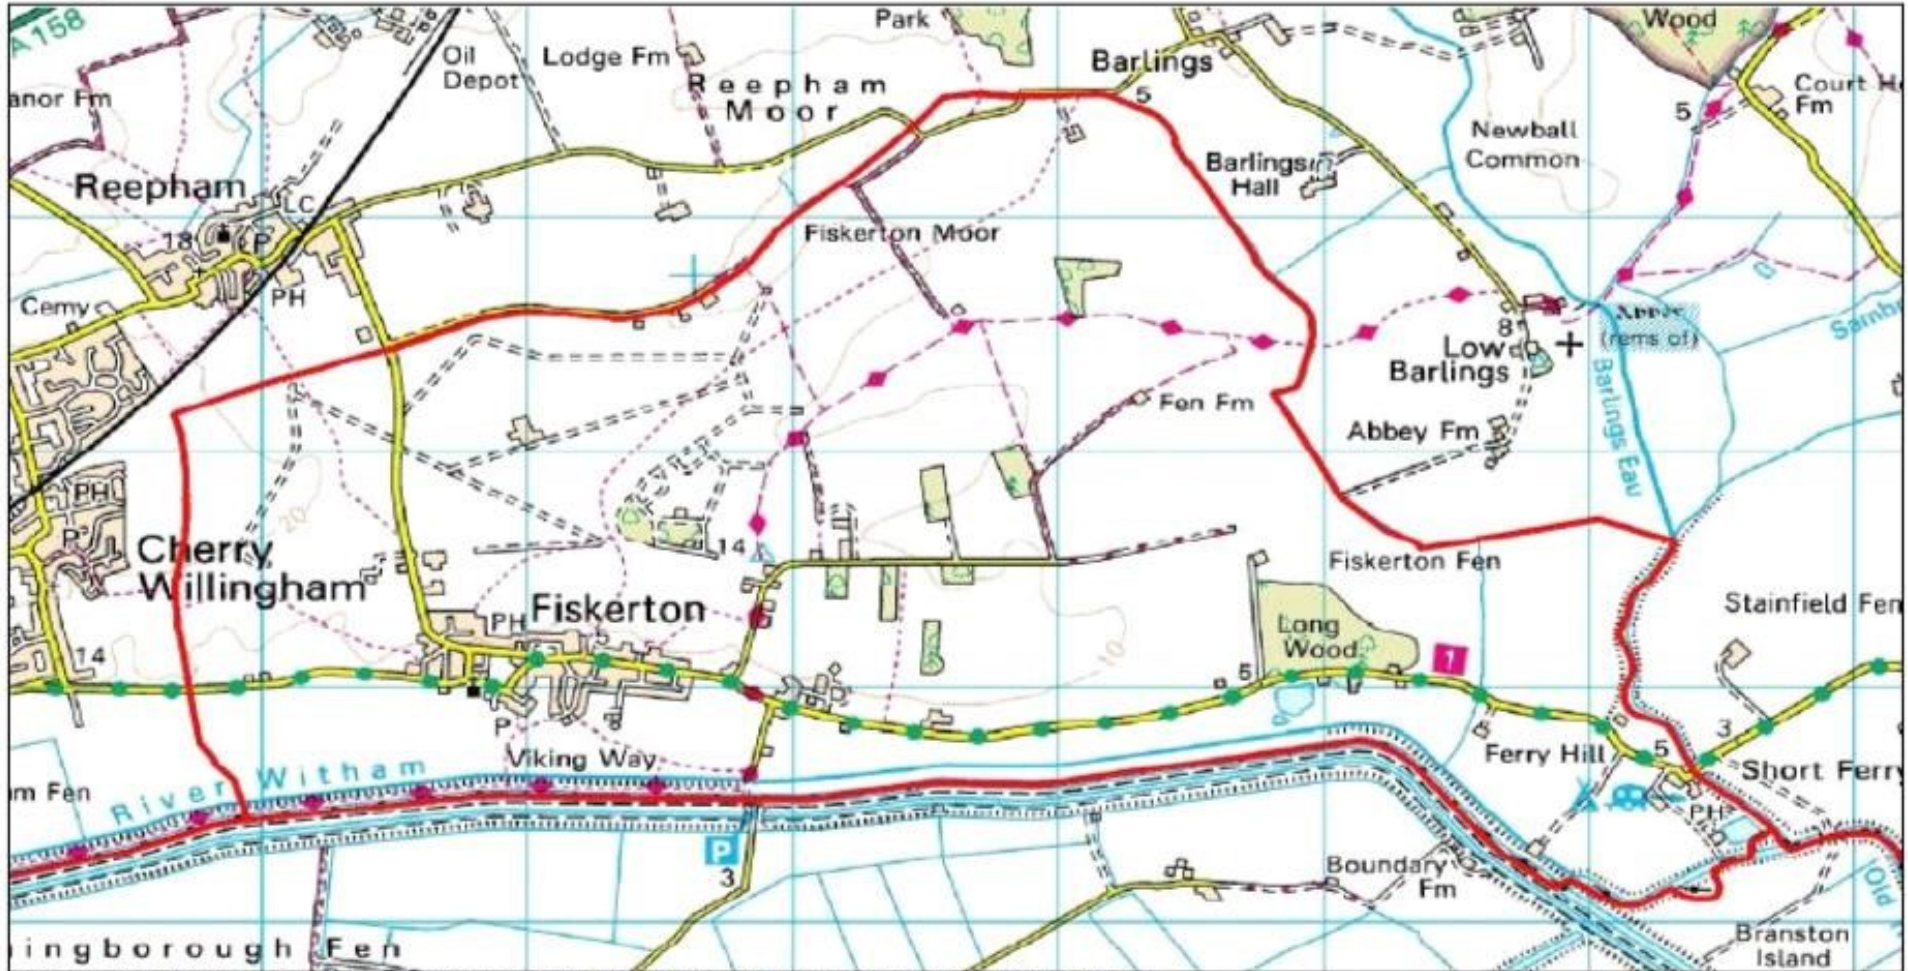 A158
Oil
Depot
Lodge Fm
Park
Reepham
Moor
Barlings
5
Wood
Court H
Fm
5
anor Fm
Newball
Common
Barlings
Hall
Reepham
LC
18
P
PH
Fiskerton Moor
Cemy
8
(rems of)
Low
Barlings
Barlings Eau
Fen Fm
Abbey Fm
PH
20
P
14
Cherry
Willingham
Fiskerton Fen
PH
Fiskerton
Stainfield Fen
Long
Wood
1
10
14
5
P
3
5
Viking Way
Ferry Hill
Short Ferry
River Witham
m Fen
PH
P
3
Boundary
Fm
Old
ingborough Fen
Branston
Island